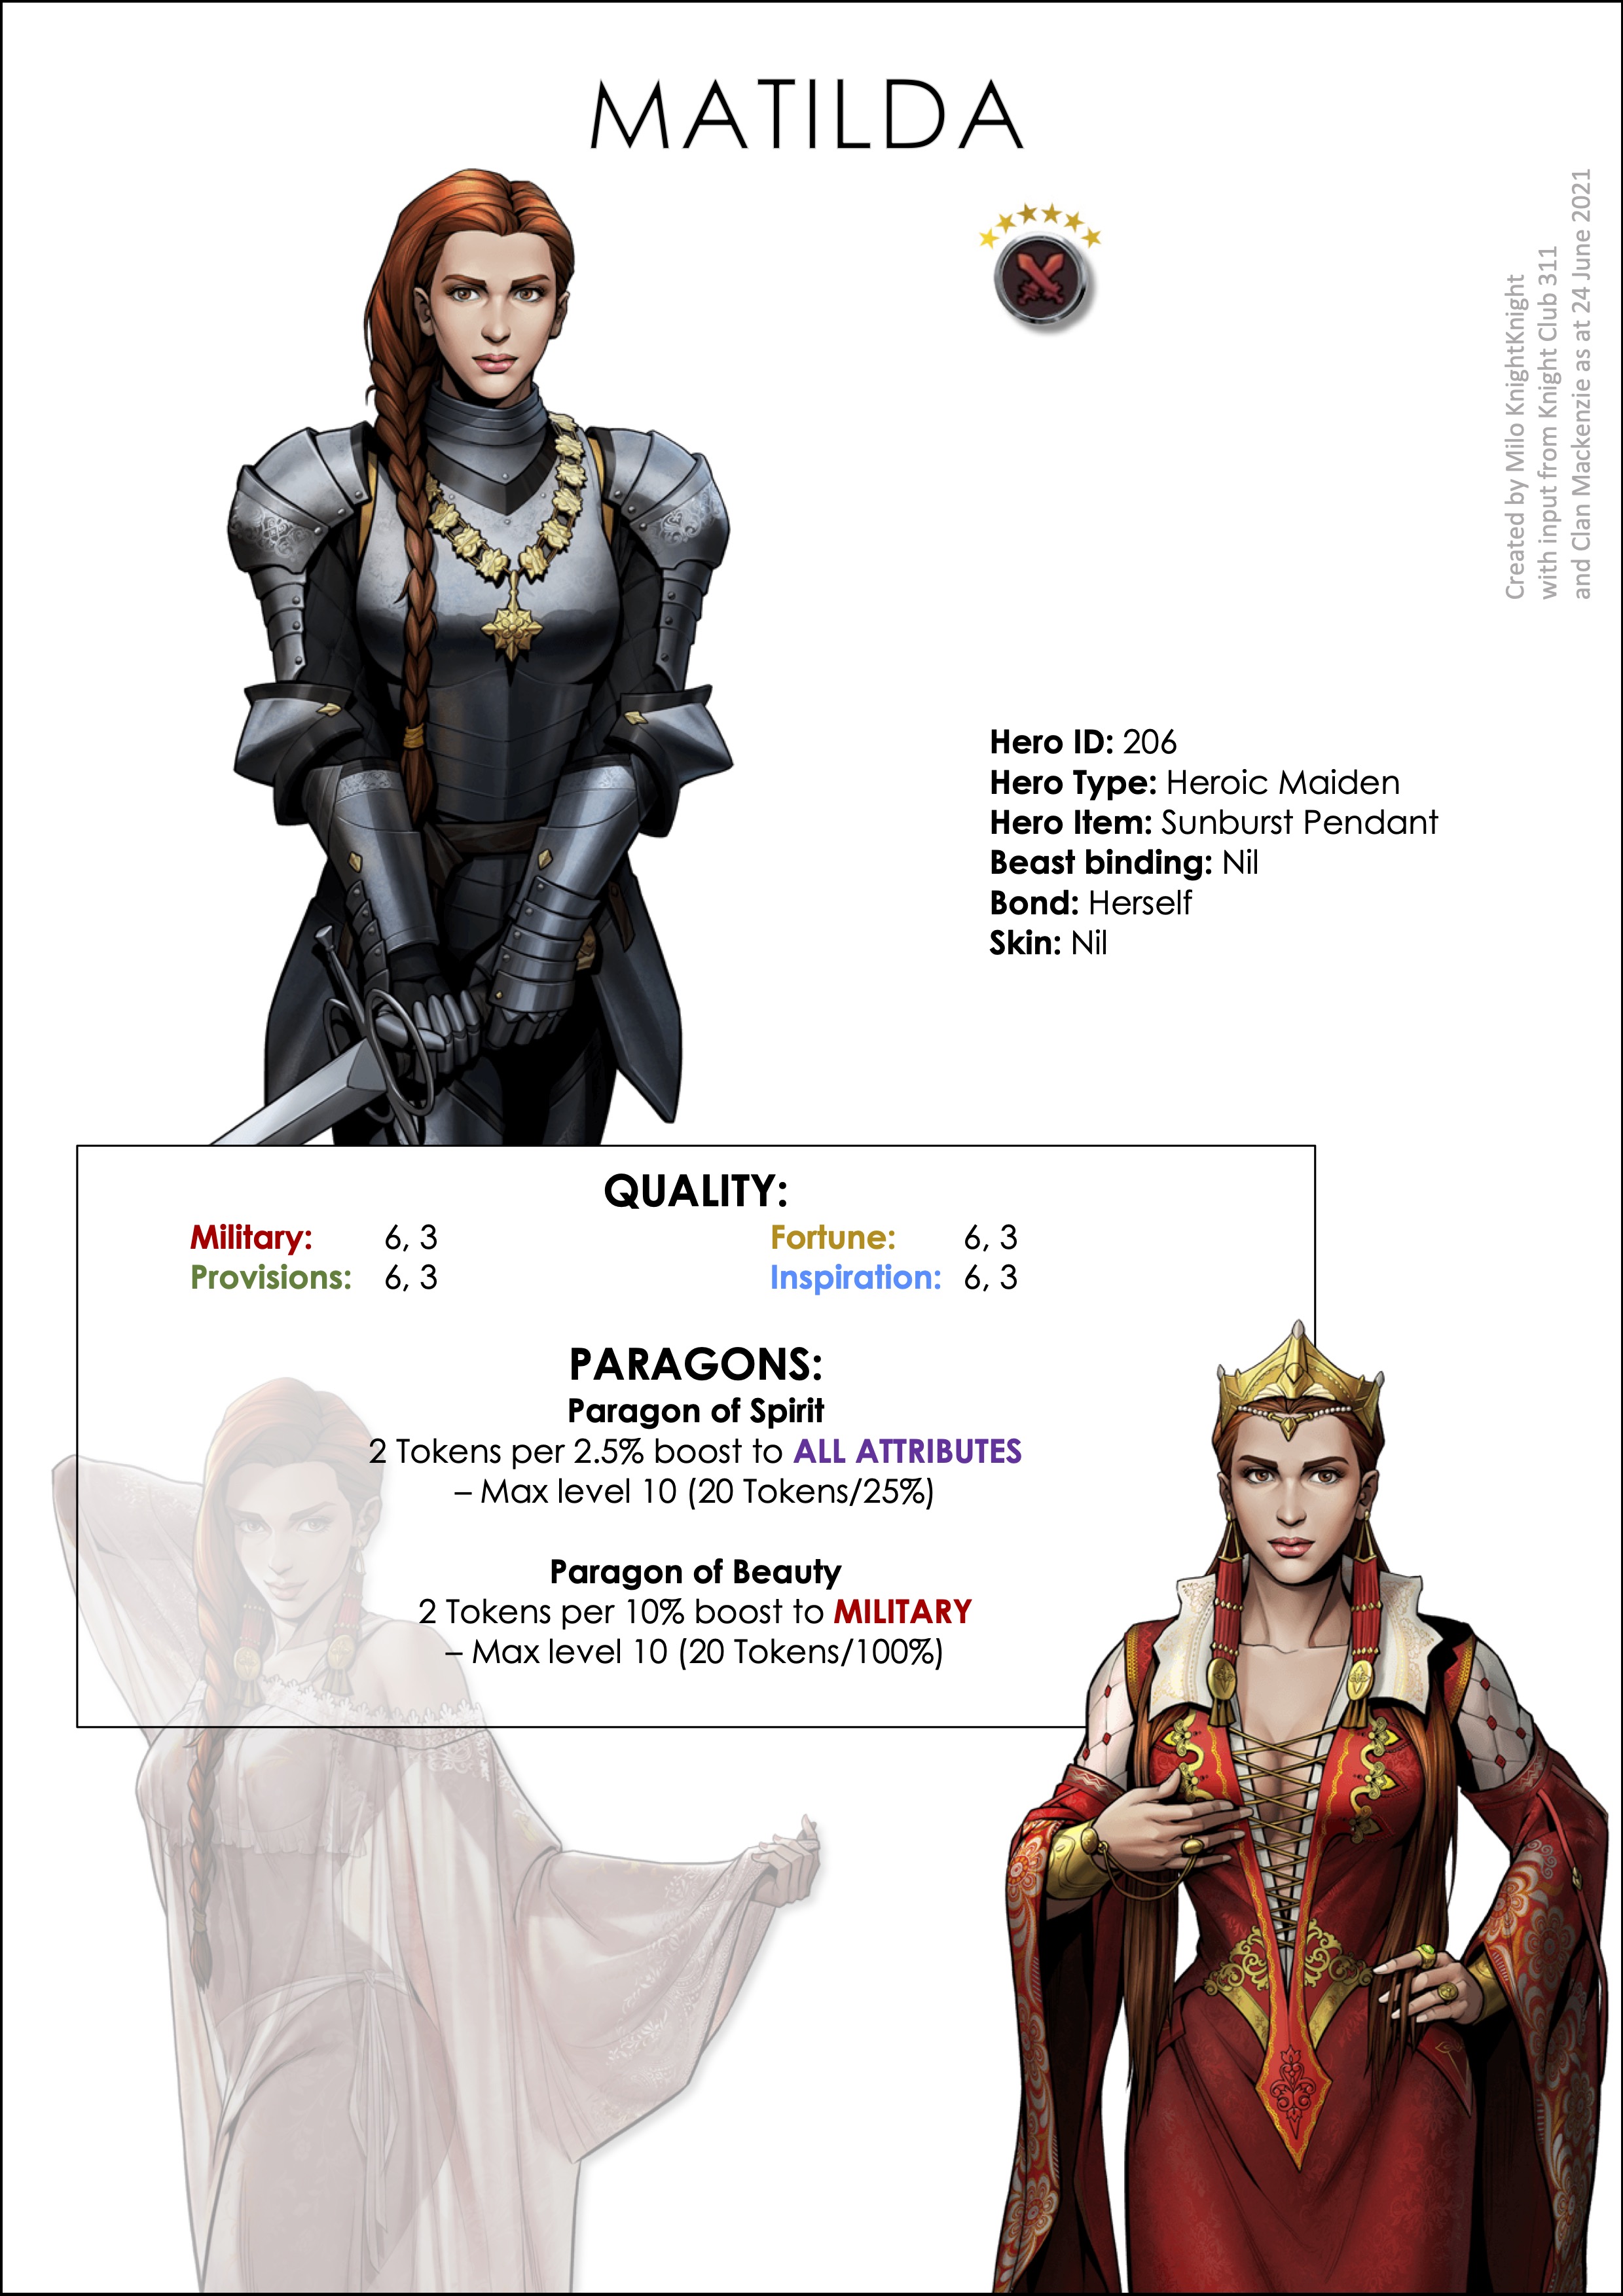 MATILDA
Created by Milo KnightKnight
with input from Knight Club 311
and Clan Mackenzie as at 24 June 2021
Hero ID: 206
Hero Type: Heroic Maiden
Hero Item: Sunburst Pendant
Beast binding: Nil
Bond: Herself
Skin: Nil
QUALITY:
Military: 6, 3 Fortune: 6, 3
Provisions: 6, 3 Inspiration: 6, 3
PARAGONS:
Paragon of Spirit
2 Tokens per 2.5% boost to ALL ATTRIBUTES
– Max level 10 (20 Tokens/25%)
Paragon of Beauty
2 Tokens per 10% boost to MILITARY
– Max level 10 (20 Tokens/100%)